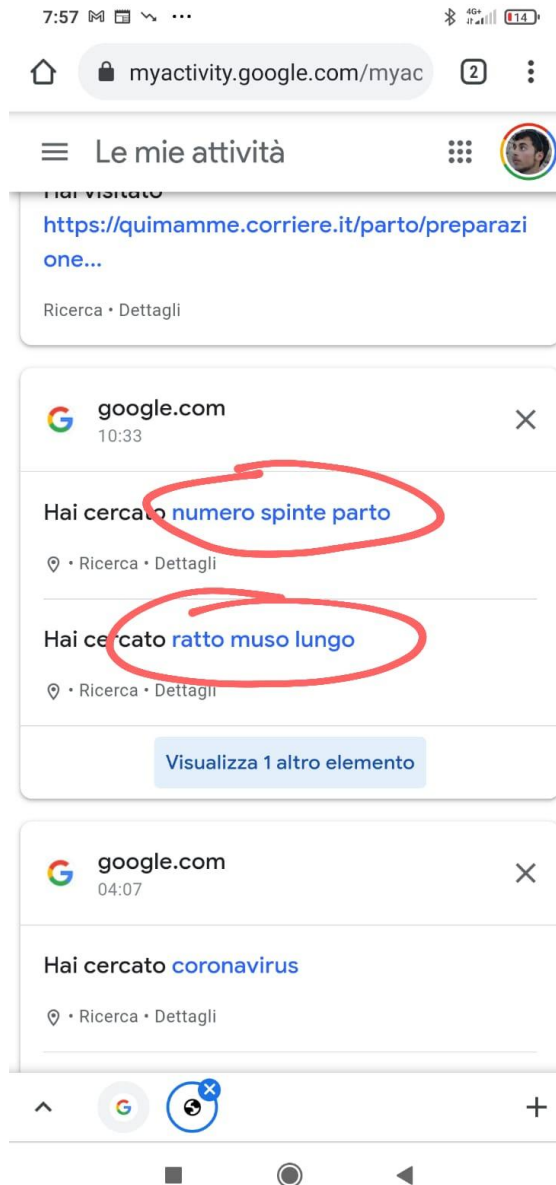 7:57
4G+
14
myactivity.google.com/myac
2
Le mie attività
Hai visitato
https://quimamme.corriere.it/parto/preparazi
one...
Ricerca • Dettagli
google.com
10:33
Hai cercato numero spinte parto
• Ricerca • Dettagli
Hai cercato ratto muso lungo
• Ricerca • Dettagli
Visualizza 1 altro elemento
google.com
04:07
Hai cercato coronavirus
• Ricerca • Dettagli